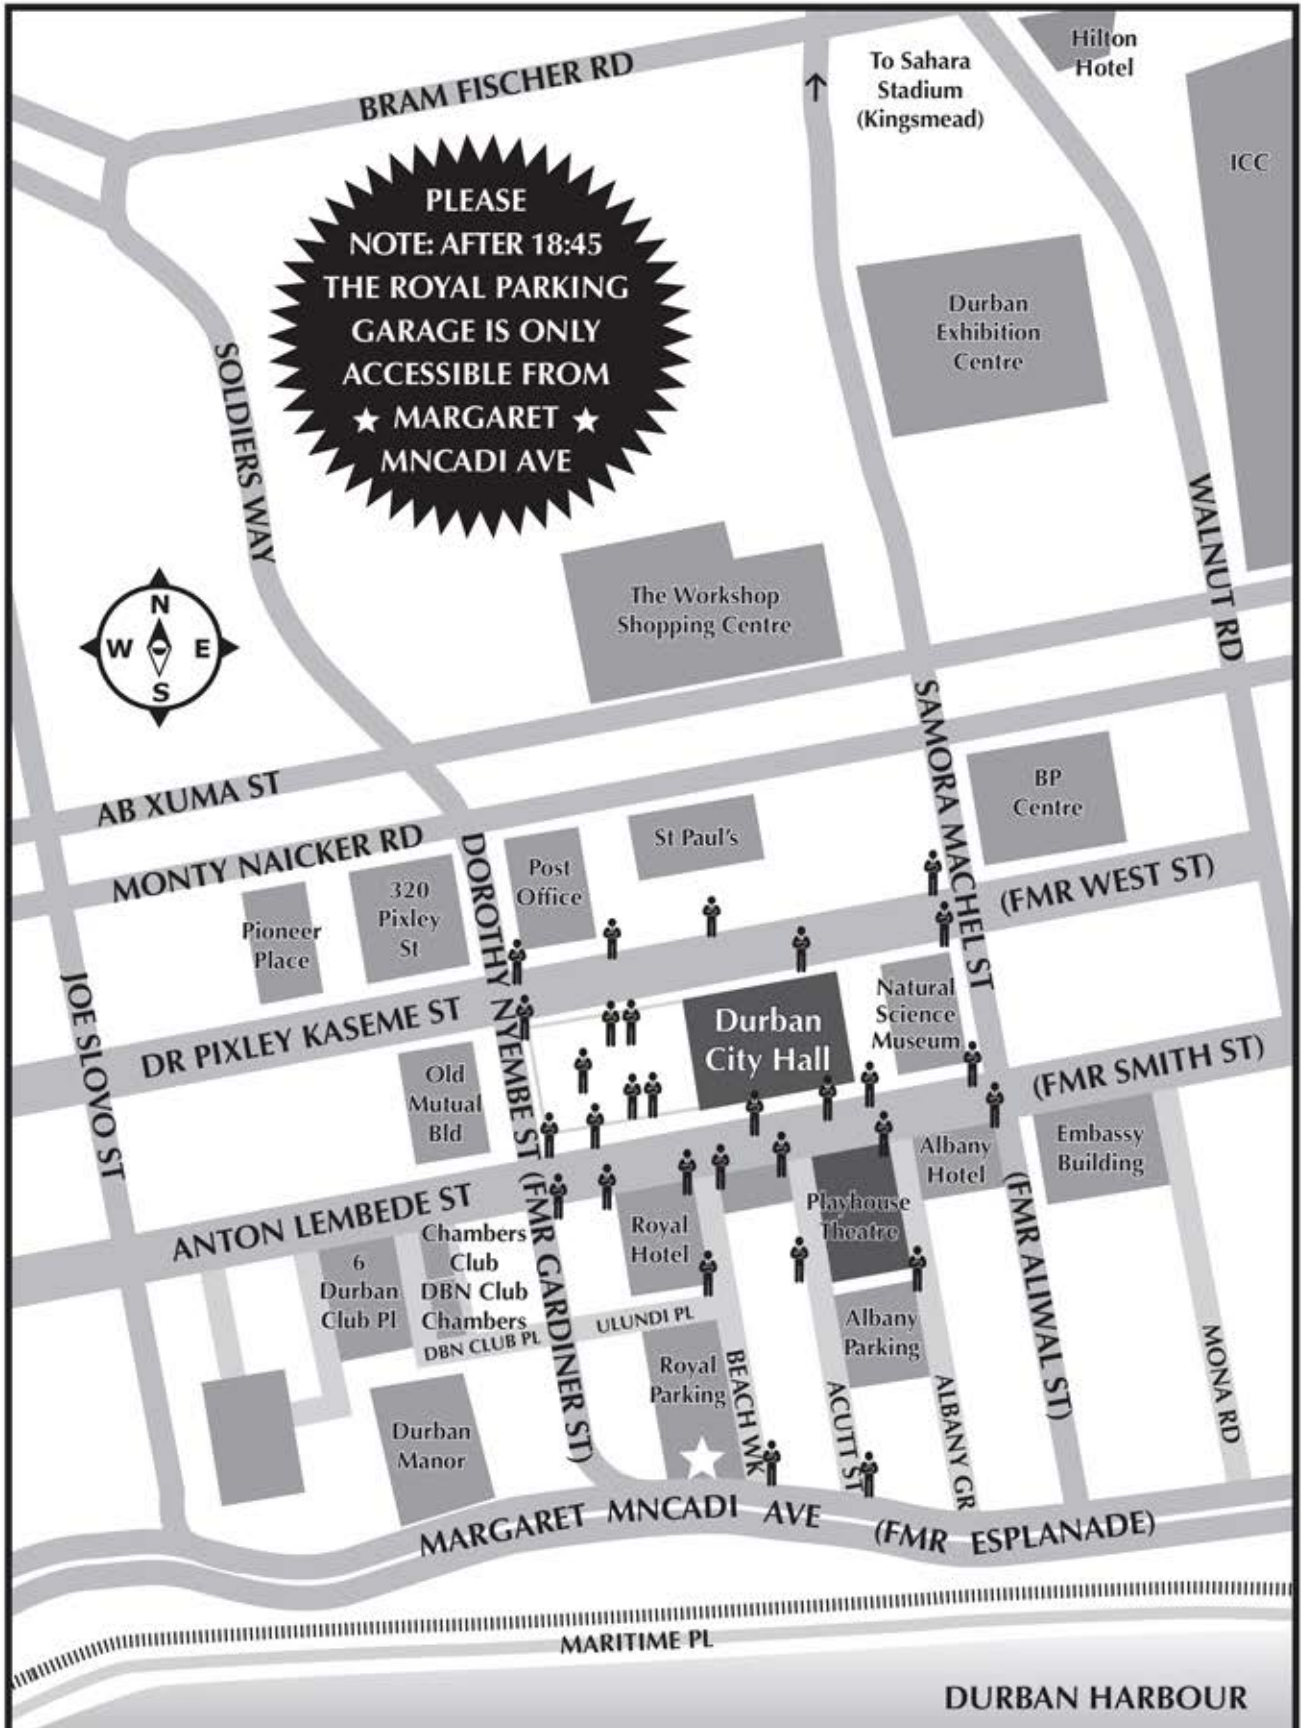 BRAM FISCHER RD
To Sahara
Stadium
(Kingsmead)
Hilton
Hotel
ICC
PLEASE
NOTE: AFTER 18:45
THE ROYAL PARKING
GARAGE IS ONLY
ACCESSIBLE FROM
MARGARET
MNCADI AVE
Durban
Exhibition
Centre
SOLDIERS WAY
WALNUT RD
N
W E
S
The Workshop
Shopping Centre
SAMORA MACHEL ST
AB XUMA ST
MONTY NAICKER RD
BP
Centre
St Paul's
Post
Office
320
Pixley
St
Pioneer
Place
DOROTHY NYEMBE ST (FMR GARDINER ST)
(FMR WEST ST)
JOE SLOVO ST
DR PIXLEY KASEME ST
Natural
Science
Museum
Durban
City Hall
Old
Mutual
Bld
(FMR SMITH ST)
Embassy
Building
Albany
Hotel
ANTON LEMBEDE ST
Playhouse
Theatre
(FMR ALIWAL ST)
Royal
Hotel
Chambers
Club
DBN Club
Chambers
6
Durban
Club Pl
DBN CLUB PL
ULUNDI PL
Albany
Parking
Royal
Parking
BEACH WK
ACUTT ST
ALBANY GR
MONA RD
Durban
Manor
MARGARET MNCADI AVE (FMR ESPLANADE)
MARITIME PL
DURBAN HARBOUR